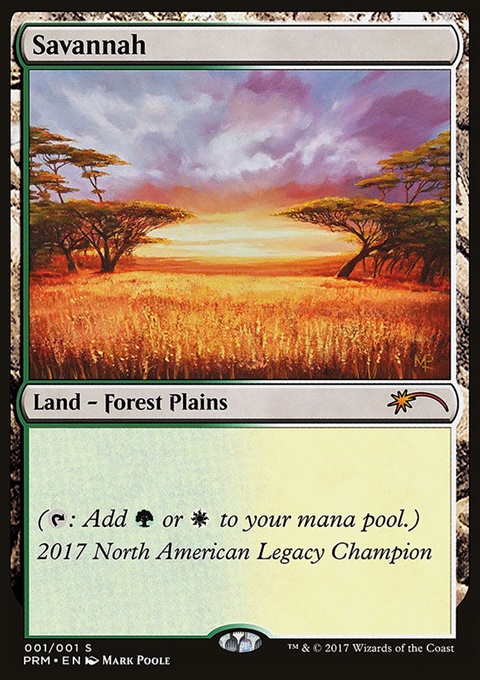 Savannah
MP
Land – Forest Plains
(: Add or to your mana pool.)
2017 North American Legacy Champion
001/001 S
PRM • EN Mark Poole
™ & © 2017 Wizards of the Coast